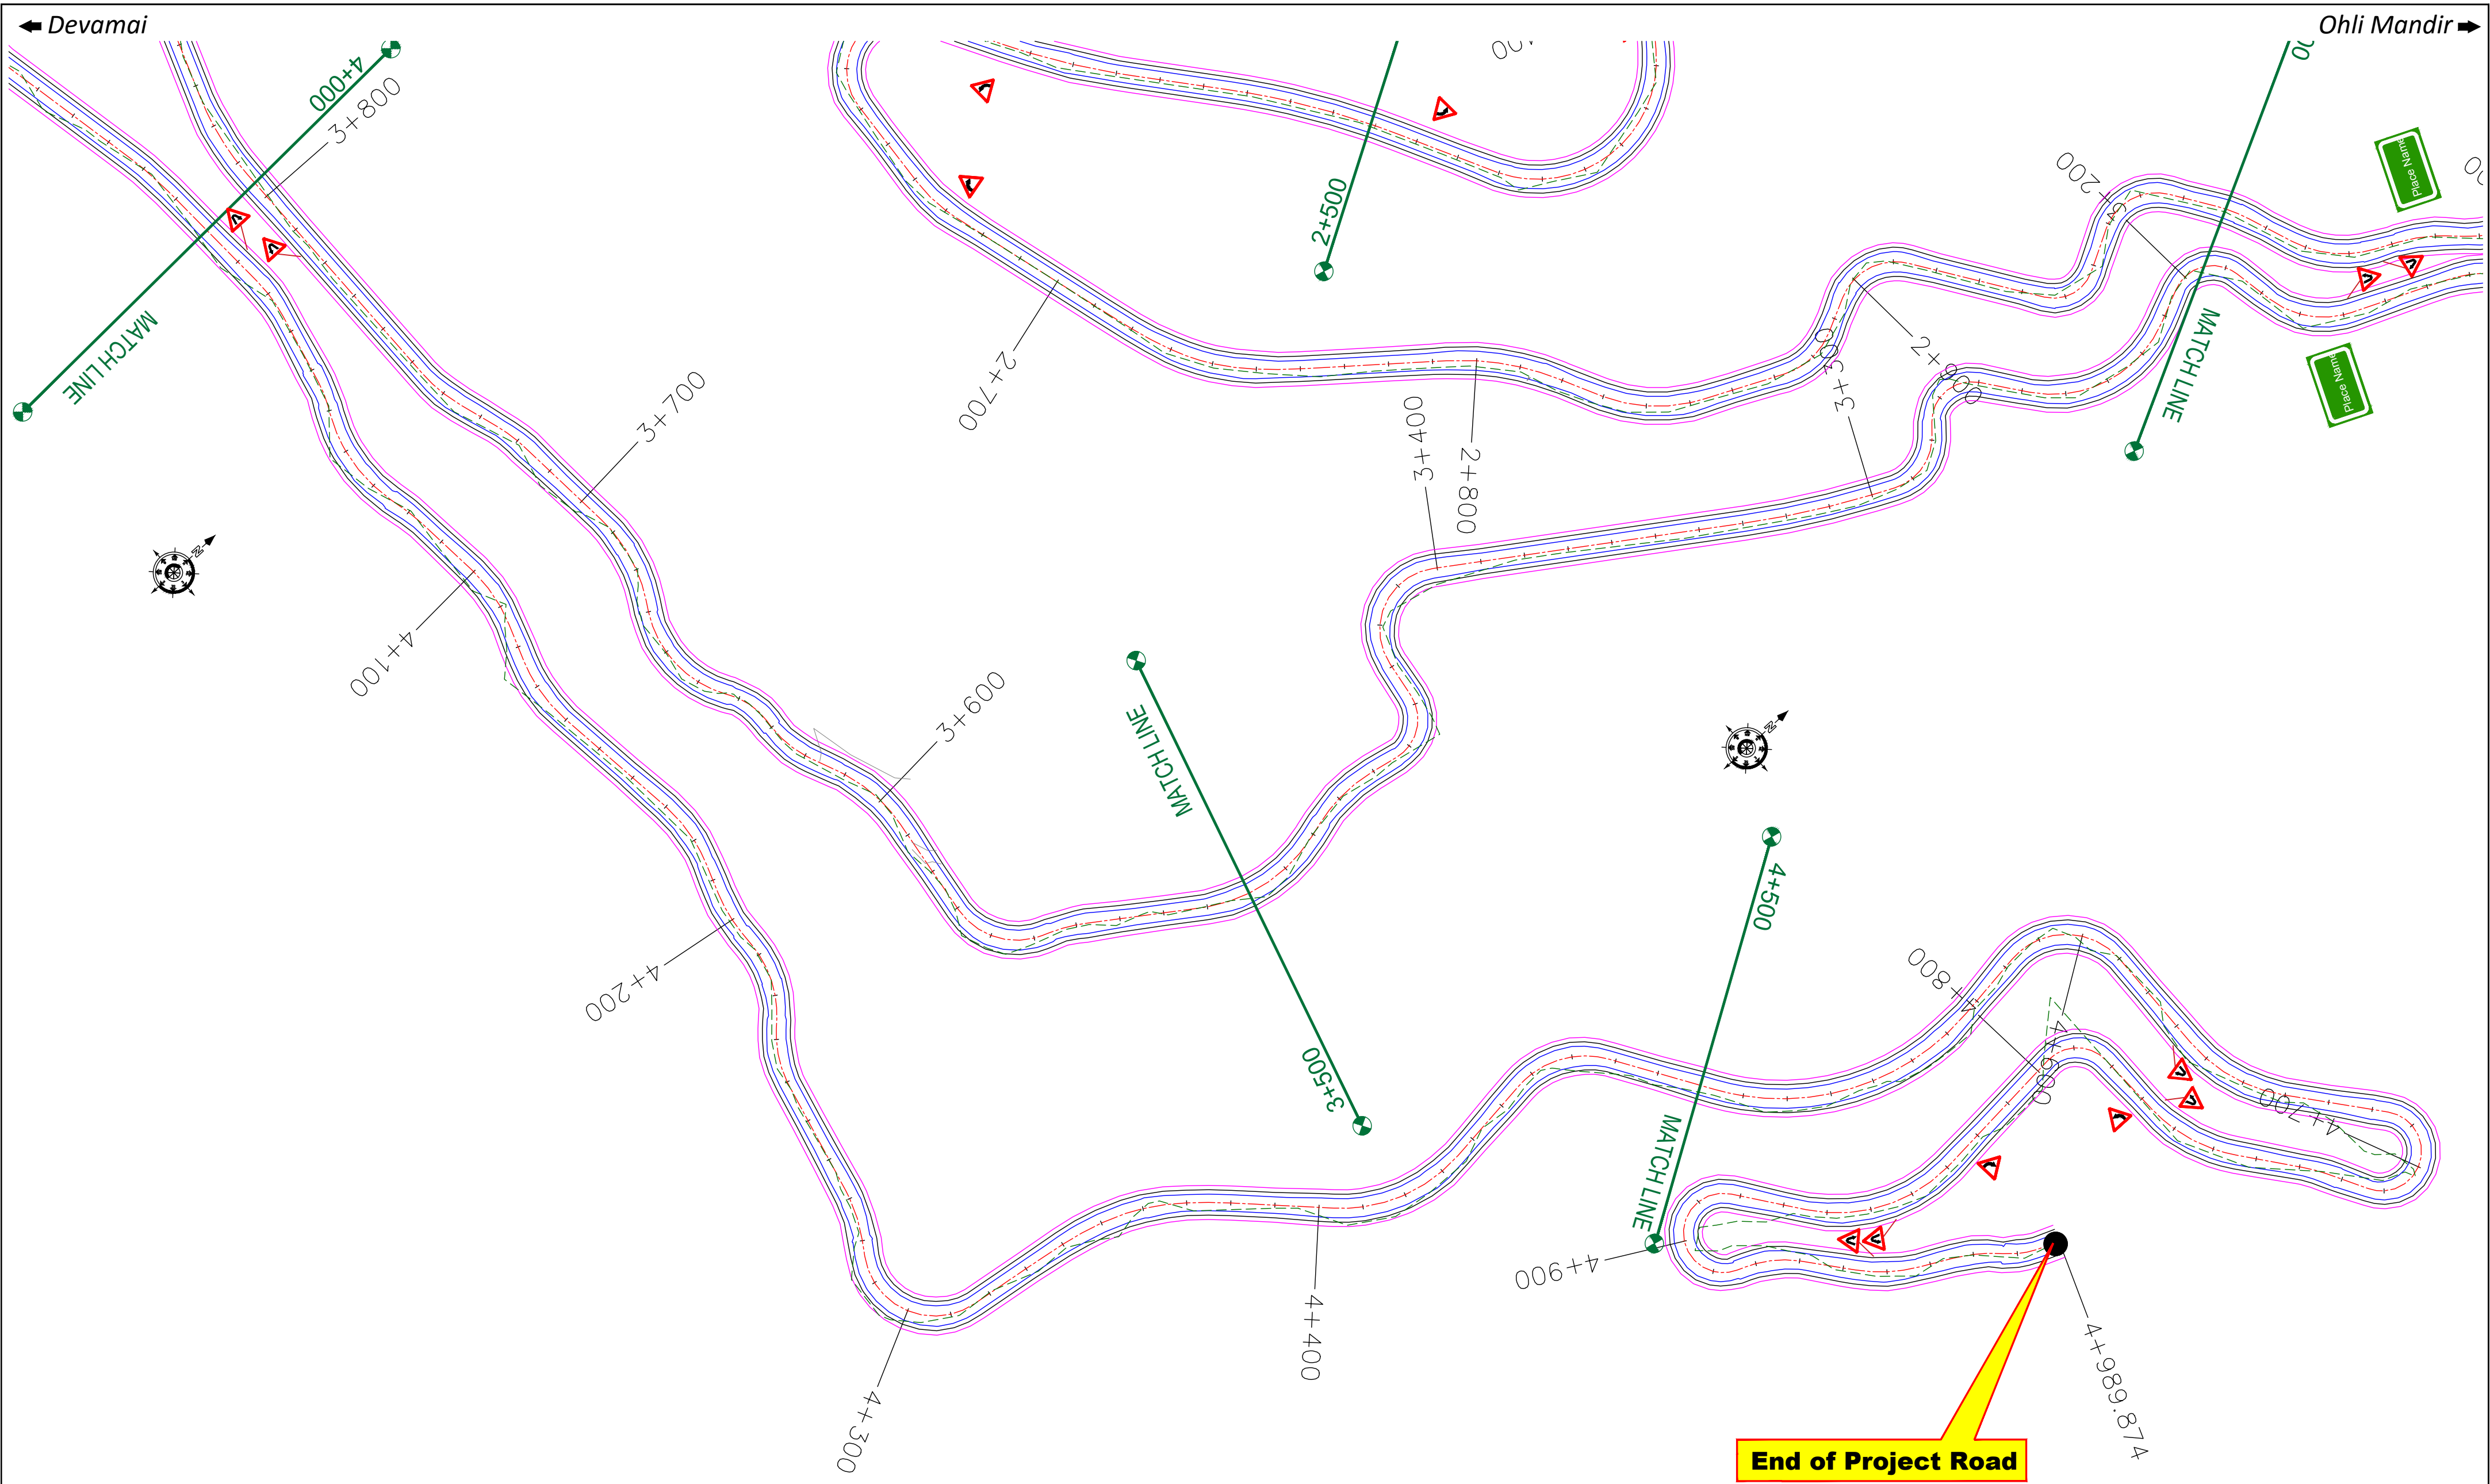 Devamai
Ohli Mandir
4+000
3+800
MATCH LINE
2+500
3+200
MATCH LINE
Place Name
Place Name
3+700
2+700
3+400
2+800
3+300
2+900
4+100
3+600
MATCH LINE
3+500
4+200
4+500
MATCH LINE
4+800
4+600
4+700
4+900
4+300
4+400
4+989.874
End of Project Road
N
N